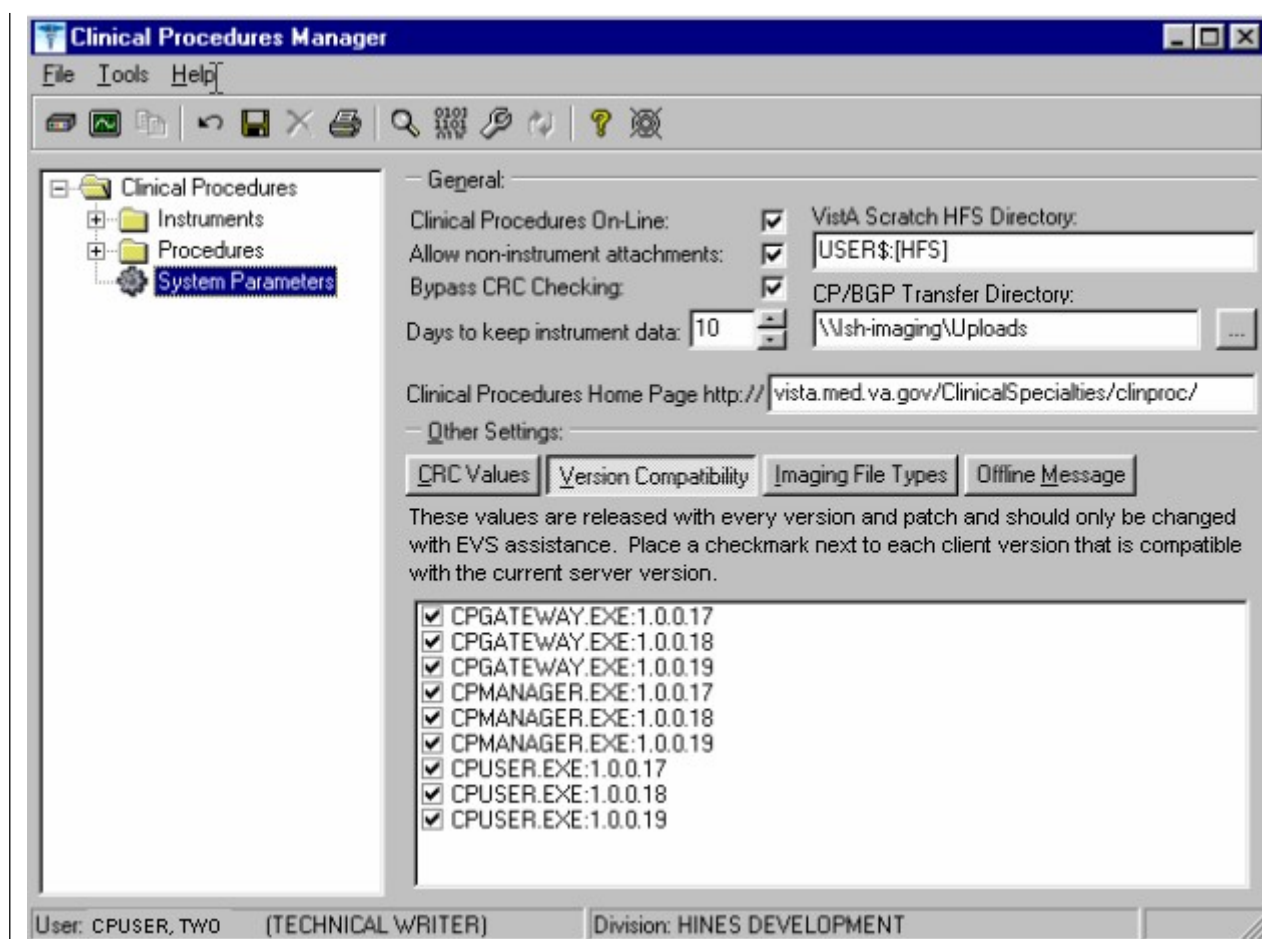 Clinical Procedures Manager
File Tools Help
Clinical Procedures
Instruments
Procedures
System Parameters
General:
Clinical Procedures On-Line:
Allow non-instrument attachments:
Bypass CRC Checking:
Days to keep instrument data: 10
VistA Scratch HFS Directory:
USER$:[HFS]
CP/BGP Transfer Directory:
\\Ish-imaging\Uploads
...
Clinical Procedures Home Page http:// vista.med.va.gov/ClinicalSpecialties/clinproc/
Other Settings:
CRC Values Version Compatibility Imaging File Types Offline Message
These values are released with every version and patch and should only be changed
with EVS assistance. Place a checkmark next to each client version that is compatible
with the current server version.
CPGATEWAY.EXE:1.0.0.17
CPGATEWAY.EXE:1.0.0.18
CPGATEWAY.EXE:1.0.0.19
CPMANAGER.EXE:1.0.0.17
CPMANAGER.EXE:1.0.0.18
CPMANAGER.EXE:1.0.0.19
CPUSER.EXE:1.0.0.17
CPUSER.EXE:1.0.0.18
CPUSER.EXE:1.0.0.19
User: CPUSER, TWO (TECHNICAL WRITER) Division: HINES DEVELOPMENT